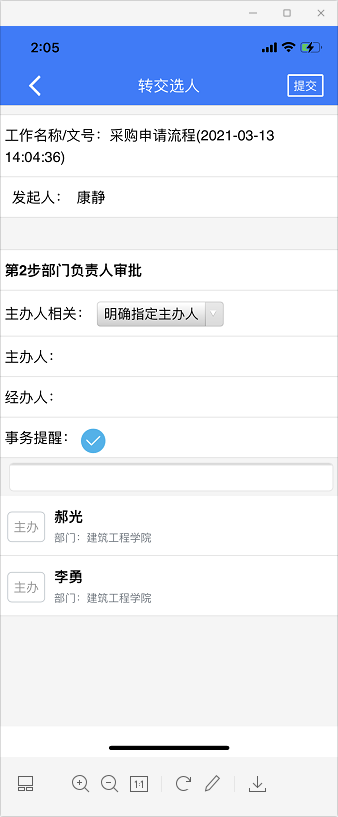 2:05
转交选人
提交
工作名称/文号：采购申请流程(2021-03-13
14:04:36)
发起人： 康静
第2步部门负责人审批
主办人相关： 明确指定主办人
主办人：
经办人：
事务提醒：
主办 郝光
部门：建筑工程学院
主办 李勇
部门：建筑工程学院
1:1